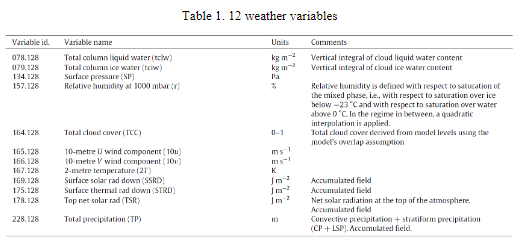 Table 1. 12 weather variables
Variable id. Variable name Units Comments
078.128 Total column liquid water (tclw) kg m⁻² Vertical integral of cloud liquid water content
079.128 Total column ice water (tciw) kg m⁻² Vertical integral of cloud ice water content
134.128 Surface pressure (SP) Pa
157.128 Relative humidity at 1000 mbar (r) % Relative humidity is defined with respect to saturation of
the mixed phase, i.e., with respect to saturation over ice
below −23 °C and with respect to saturation over water
above 0 °C. In the regime in between, a quadratic
interpolation is applied.
164.128 Total cloud cover (TCC) 0–1 Total cloud cover derived from model levels using the
model's overlap assumption
165.128 10-metre U wind component (10u) m s⁻¹
166.128 10-metre V wind component (10v) m s⁻¹
167.128 2-metre temperature (2T) K
169.128 Surface solar rad down (SSRD) J m⁻² Accumulated field
175.128 Surface thermal rad down (STRD) J m⁻² Accumulated field
178.128 Top net solar rad (TSR) J m⁻² Net solar radiation at the top of the atmosphere.
Accumulated field
228.128 Total precipitation (TP) m Convective precipitation + stratiform precipitation
(CP + LSP). Accumulated field.